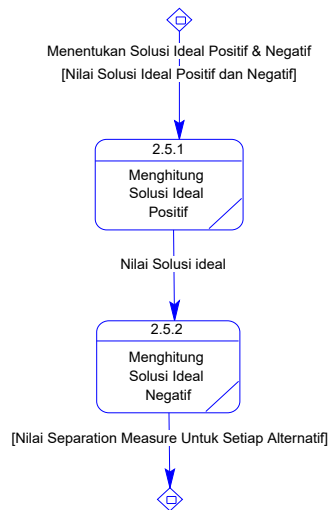 Menentukan Solusi Ideal Positif & Negatif
[Nilai Solusi Ideal Positif dan Negatif]
2.5.1
Menghitung
Solusi Ideal
Positif
Nilai Solusi ideal
2.5.2
Menghitung
Solusi Ideal
Negatif
[Nilai Separation Measure Untuk Setiap Alternatif]